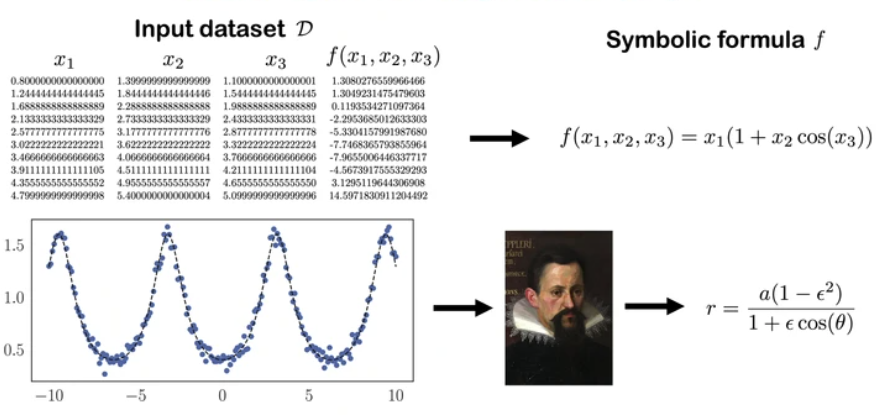 Input dataset 𝒟
Symbolic formula f
x₁ x₂ x₃ f(x₁, x₂, x₃)
0.8000000000000000 1.3999999999999999 1.1000000000000001 1.3080276559966466
1.2444444444444445 1.8444444444444446 1.5444444444444445 1.3049231475479603
1.6888888888888889 2.2888888888888888 1.9888888888888889 0.1193534271097364
2.1333333333333329 2.7333333333333329 2.4333333333333331 -2.2953685012633303
2.5777777777777775 3.1777777777777776 2.8777777777777778 -5.3304157991987680
3.0222222222222221 3.6222222222222222 3.3222222222222224 -7.7468365793855964
3.4666666666666663 4.0666666666666664 3.7666666666666666 -7.9655006446337717
3.9111111111111105 4.5111111111111111 4.2111111111111104 -4.5673917555329293
4.3555555555555552 4.9555555555555557 4.6555555555555550 3.1295119644306908
4.7999999999999998 5.4000000000000004 5.0999999999999996 14.5971830911204492
f(x₁, x₂, x₃) = x₁(1 + x₂ cos(x₃))
1.5
1.0
0.5
−10 −5 0 5 10
r = a(1 − ϵ²) / 1 + ϵ cos(θ)